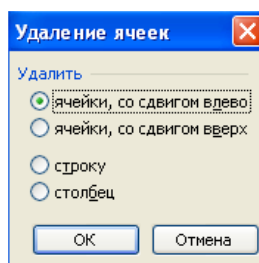 Удаление ячеек
Удалить
ячейки, со сдвигом влево
ячейки, со сдвигом вверх
строку
столбец
ОК
Отмена